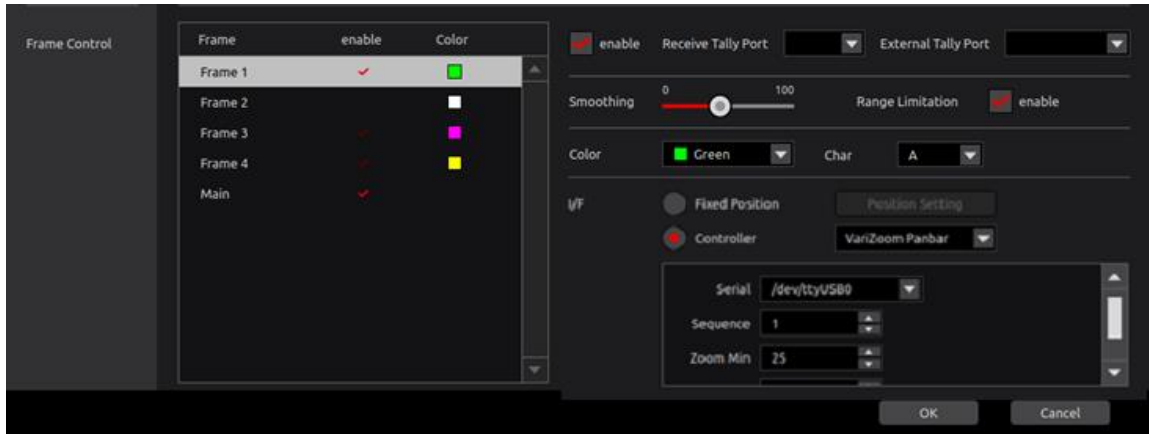 Frame Control
Frame enable Color
Frame 1
Frame 2
Frame 3
Frame 4
Main
enable Receive Tally Port External Tally Port
Smoothing 0 100 Range Limitation enable
Color Green Char A
I/F Fixed Position Position Setting
Controller VariZoom Panbar
Serial /dev/ttyUSB0
Sequence 1
Zoom Min 25
OK Cancel